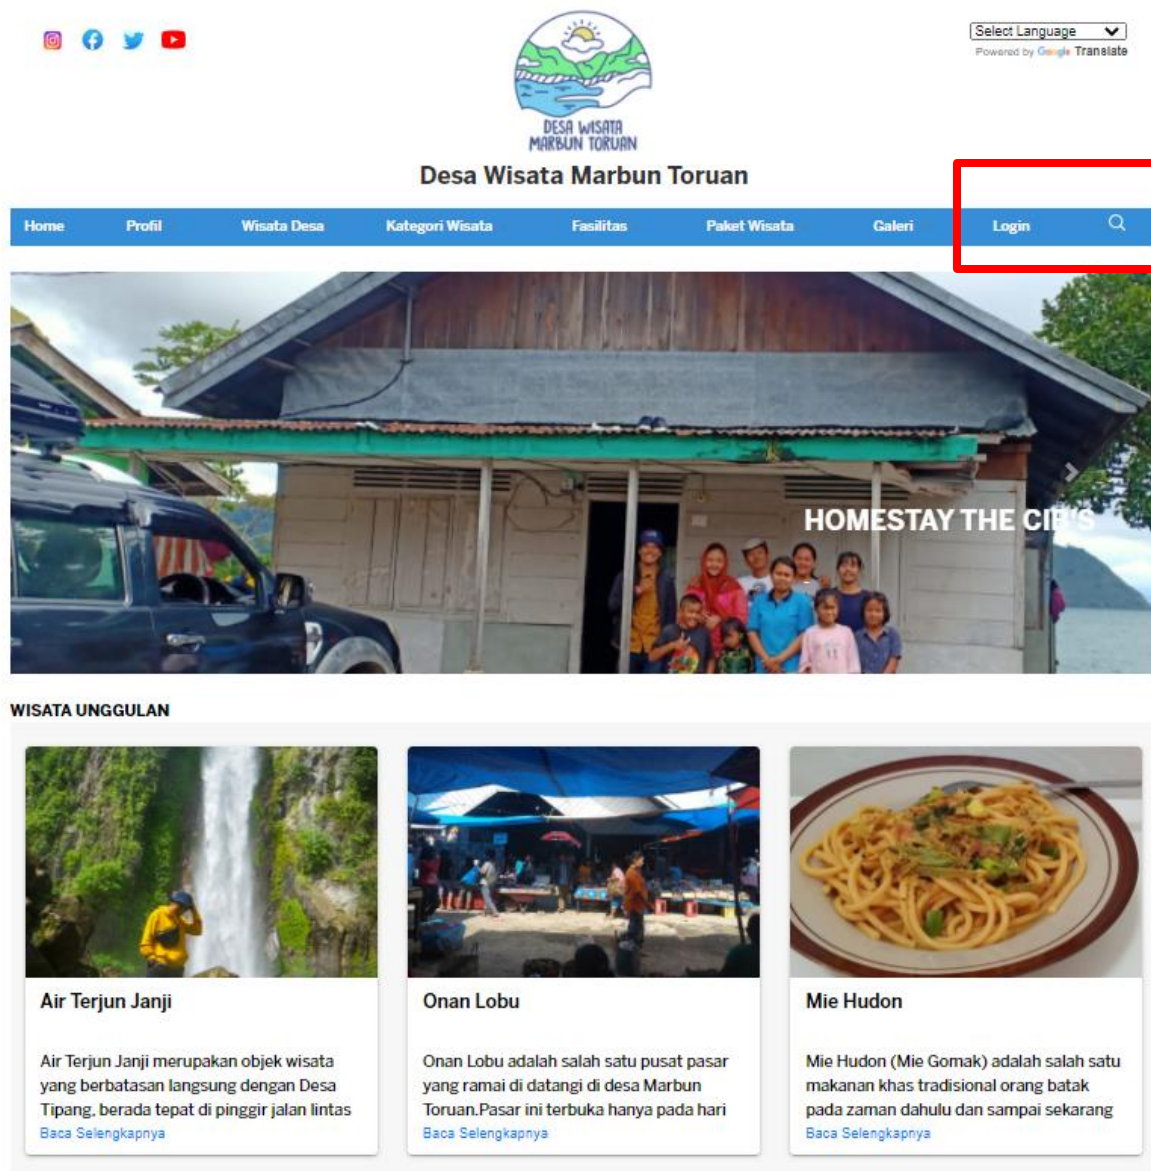 Select Language
Powered by Google Translate
DESA WISATA
MARBUN TORUAN
Desa Wisata Marbun Toruan
Home Profil Wisata Desa Kategori Wisata Fasilitas Paket Wisata Galeri Login
HOMESTAY THE CIB'S
WISATA UNGGULAN
Air Terjun Janji
Air Terjun Janji merupakan objek wisata
yang berbatasan langsung dengan Desa
Tipang, berada tepat di pinggir jalan lintas
Baca Selengkapnya
Onan Lobu
Onan Lobu adalah salah satu pusat pasar
yang ramai di datangi di desa Marbun
Toruan.Pasar ini terbuka hanya pada hari
Baca Selengkapnya
Mie Hudon
Mie Hudon (Mie Gomak) adalah salah satu
makanan khas tradisional orang batak
pada zaman dahulu dan sampai sekarang
Baca Selengkapnya